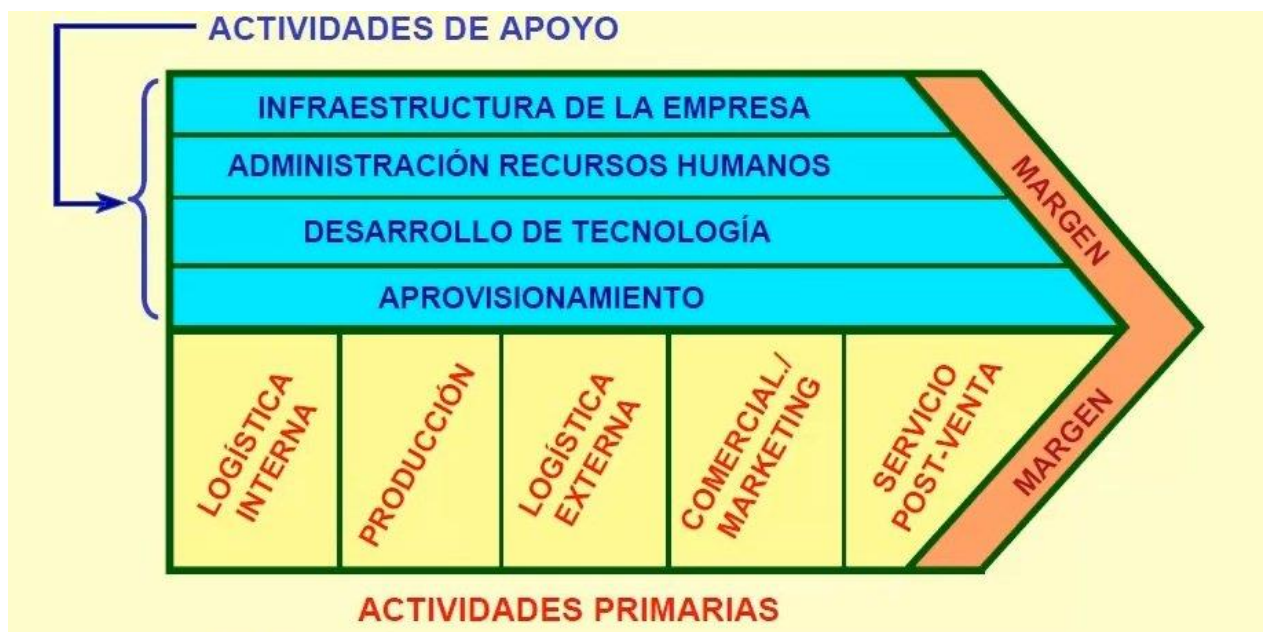 ACTIVIDADES DE APOYO
INFRAESTRUCTURA DE LA EMPRESA
ADMINISTRACIÓN RECURSOS HUMANOS
DESARROLLO DE TECNOLOGÍA
APROVISIONAMIENTO
MARGEN
LOGÍSTICA
INTERNA
PRODUCCIÓN
LOGÍSTICA
EXTERNA
COMERCIAL./
MARKETING
SERVICIO
POST-VENTA
MARGEN
ACTIVIDADES PRIMARIAS